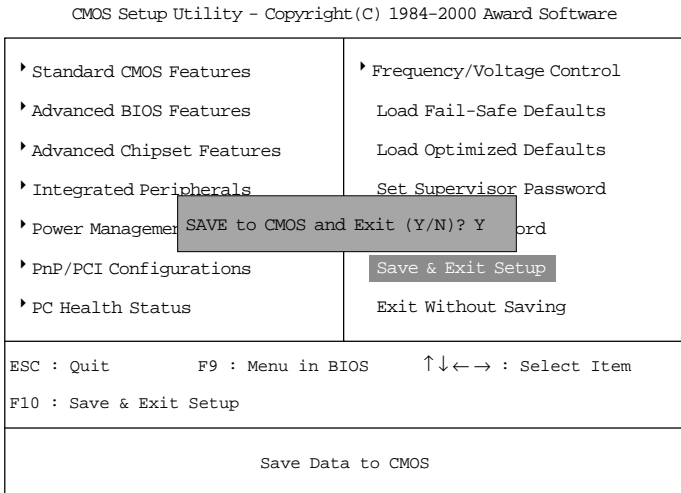 CMOS Setup Utility - Copyright(C) 1984-2000 Award Software
Standard CMOS Features
Advanced BIOS Features
Advanced Chipset Features
Integrated Peripherals
Power Managemen
PnP/PCI Configurations
PC Health Status
Frequency/Voltage Control
Load Fail-Safe Defaults
Load Optimized Defaults
Set Supervisor Password
ord
Save & Exit Setup
Exit Without Saving
SAVE to CMOS and Exit (Y/N)? Y
ESC : Quit F9 : Menu in BIOS ↑↓←→ : Select Item
F10 : Save & Exit Setup
Save Data to CMOS